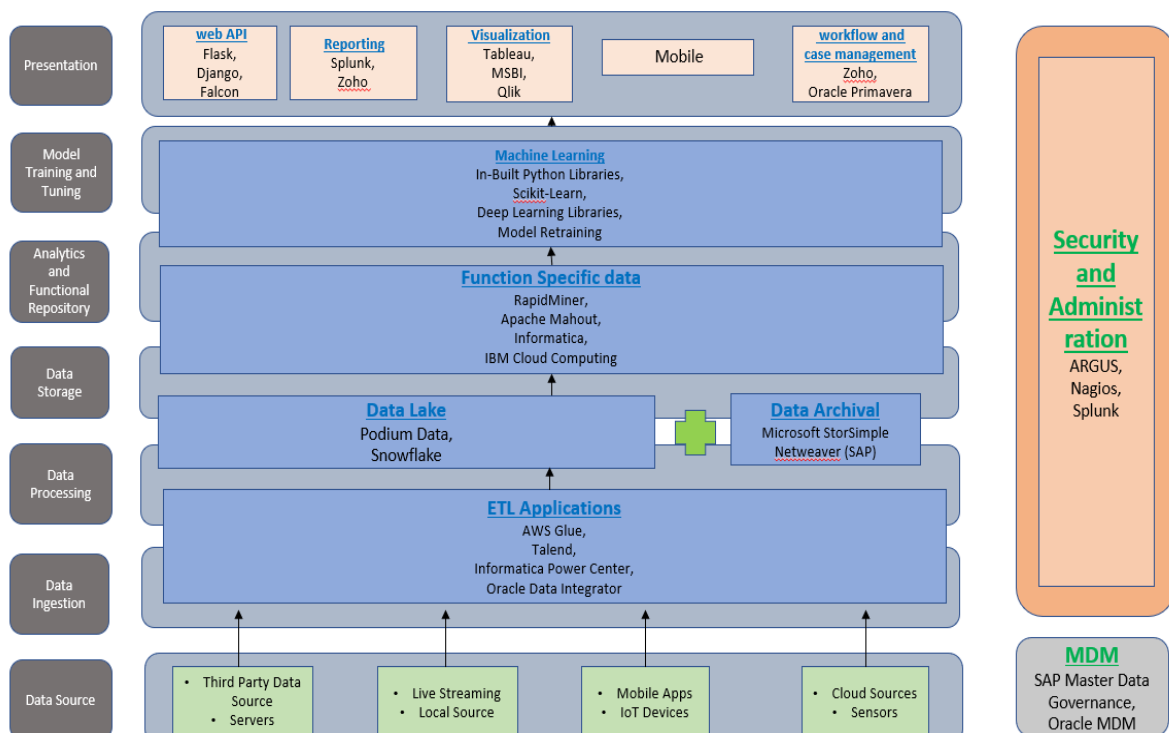 Presentation
web API
Flask,
Django,
Falcon
Reporting
Splunk,
Zoho
Visualization
Tableau,
MSBI,
Qlik
Mobile
workflow and
case management
Zoho,
Oracle Primavera
Model
Training and
Tuning
Machine Learning
In-Built Python Libraries,
Scikit-Learn,
Deep Learning Libraries,
Model Retraining
Analytics
and
Functional
Repository
Function Specific data
RapidMiner,
Apache Mahout,
Informatica,
IBM Cloud Computing
Data
Storage
Data Lake
Podium Data,
Snowflake
Data Archival
Microsoft StorSimple
Netweaver (SAP)
Data
Processing
ETL Applications
AWS Glue,
Talend,
Informatica Power Center,
Oracle Data Integrator
Data
Ingestion
Data Source
• Third Party Data
Source
• Servers
• Live Streaming
• Local Source
• Mobile Apps
• IoT Devices
• Cloud Sources
• Sensors
Security
and
Administ
ration
ARGUS,
Nagios,
Splunk
MDM
SAP Master Data
Governance,
Oracle MDM